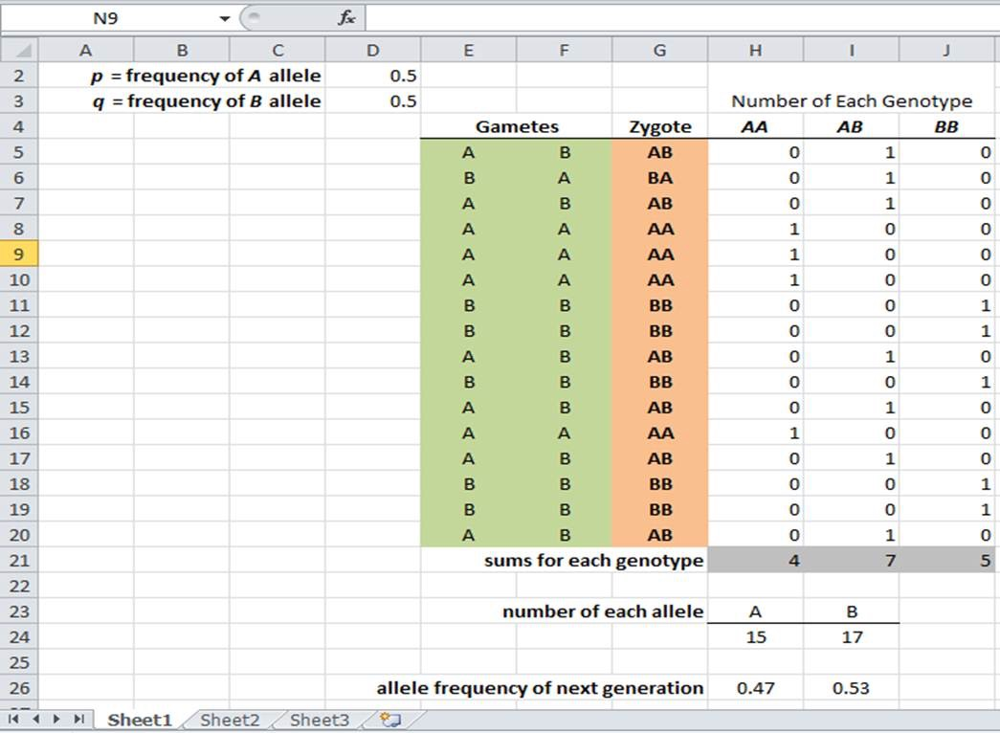 N9 fx
A B C D E F G H I J
2 p = frequency of A allele 0.5
3 q = frequency of B allele 0.5 Number of Each Genotype
4 Gametes Zygote AA AB BB
5 A B AB 0 1 0
6 B A BA 0 1 0
7 A B AB 0 1 0
8 A A AA 1 0 0
9 A A AA 1 0 0
10 A A AA 1 0 0
11 B B BB 0 0 1
12 B B BB 0 0 1
13 A B AB 0 1 0
14 B B BB 0 0 1
15 A B AB 0 1 0
16 A A AA 1 0 0
17 A B AB 0 1 0
18 B B BB 0 0 1
19 B B BB 0 0 1
20 A B AB 0 1 0
21 sums for each genotype 4 7 5
22
23 number of each allele A B
24 15 17
25
26 allele frequency of next generation 0.47 0.53
Sheet1 Sheet2 Sheet3